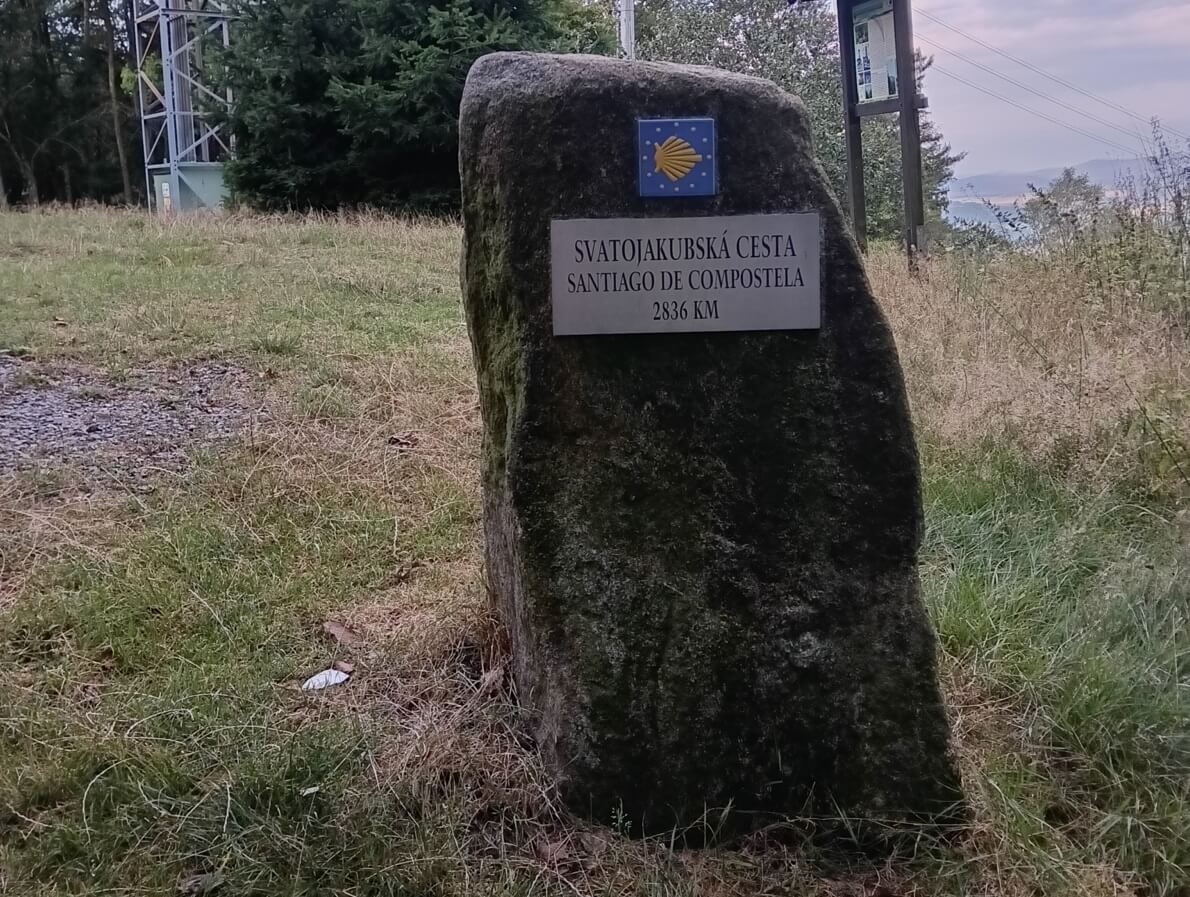 SVATOJAKUBSKÁ CESTA
SANTIAGO DE COMPOSTELA
2836 KM